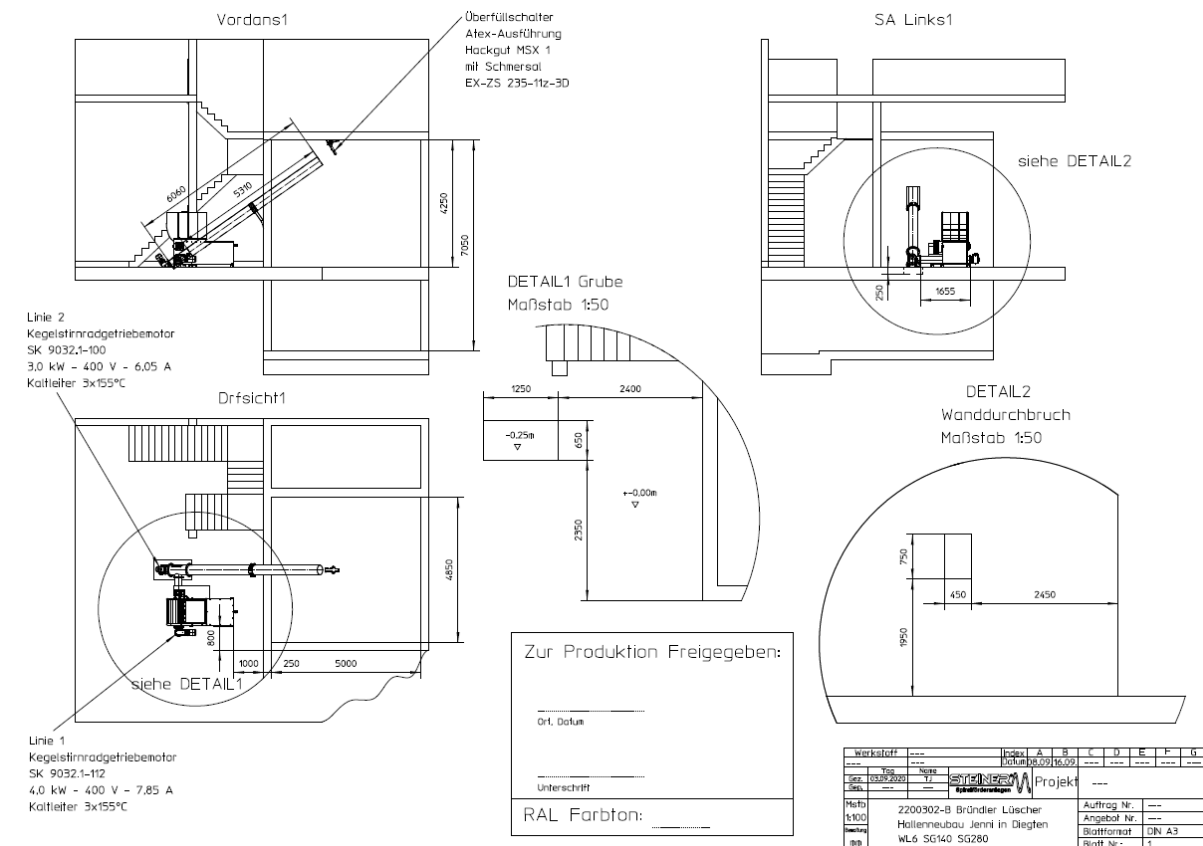 Vordans1
Überfüllschalter
Atex-Ausführung
Hackgut MSX 1
mit Schmersal
EX-ZS 235-11z-3D
6060
5310
4250
7050
SA Links1
siehe DETAIL2
250
1655
Linie 2
Kegelstirnradgetriebemotor
SK 9032.1-100
3,0 kW - 400 V - 6,05 A
Kaltleiter 3x155°C
DETAIL1 Grube
Maßstab 1:50
1250
2400
-0,25m
650
+-0,00m
2350
Drfsicht1
4850
800
1000
250
5000
siehe DETAIL1
Linie 1
Kegelstirnradgetriebemotor
SK 9032.1-112
4,0 kW - 400 V - 7,85 A
Kaltleiter 3x155°C
DETAIL2
Wanddurchbruch
Maßstab 1:50
750
450
2450
1950
Zur Produktion Freigegeben:
Ort, Datum
Unterschrift
RAL Farbton:
Werkstoff --- Index A B C D E F G
--- --- Datum 08.09. 16.09. --- --- --- --- ---
Tag Name
Gez. 03.09.2020 TJ
Gep. --- ---
STEINER
Spiralförderanlagen
Projekt ---
Mstb
1:100
mm
2200302-B Bründler Lüscher
Hallenneubau Jenni in Diegten
WL6 SG140 SG280
Auftrag Nr. ---
Angebot Nr. ---
Blattformat DIN A3
Blatt Nr.: 1